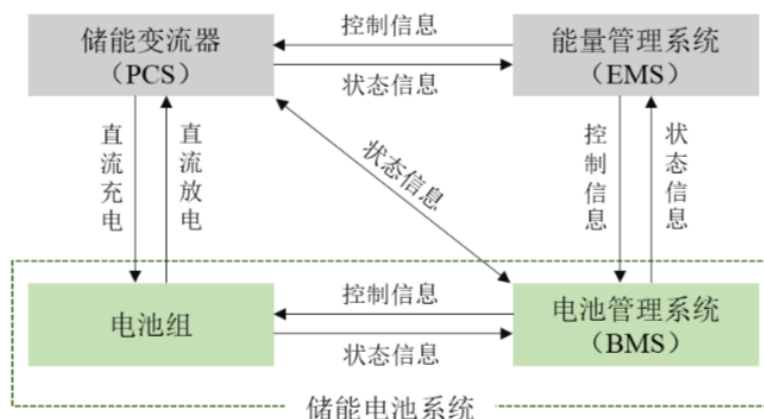 储能变流器
（PCS）
控制信息
状态信息
能量管理系统
（EMS）
直流充电
直流放电
状态信息
控制信息
状态信息
电池组
控制信息
状态信息
电池管理系统
（BMS）
储能电池系统